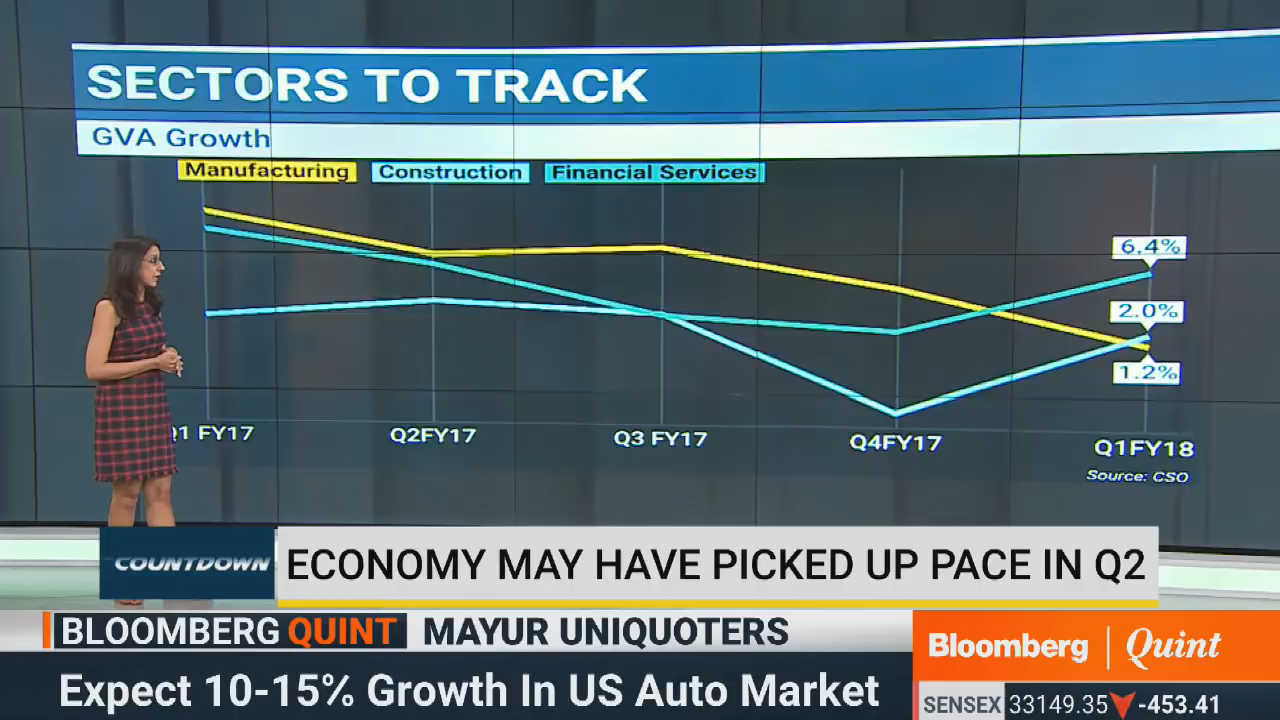 SECTORS TO TRACK
GVA Growth
Manufacturing Construction Financial Services
6.4%
2.0%
1.2%
Q1 FY17 Q2FY17 Q3 FY17 Q4FY17 Q1FY18
Source: CSO
COUNTDOWN ECONOMY MAY HAVE PICKED UP PACE IN Q2
BLOOMBERG QUINT MAYUR UNIQUOTERS
Expect 10-15% Growth In US Auto Market
Bloomberg | Quint
SENSEX 33149.35 -453.41